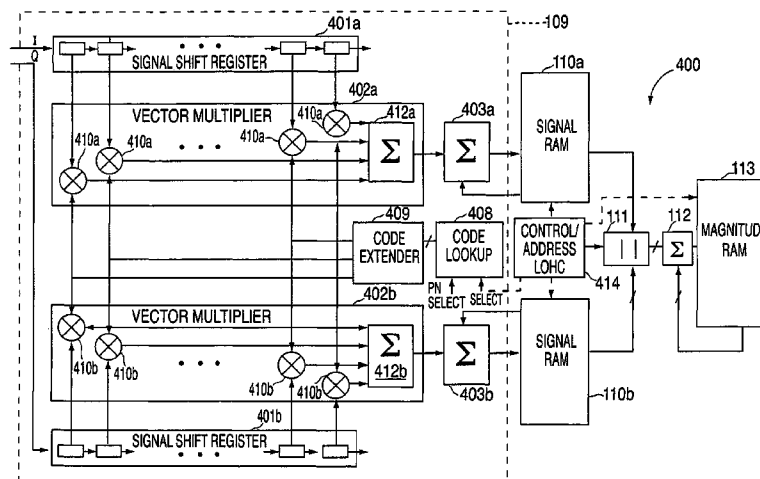 401a
109
I
Q
SIGNAL SHIFT REGISTER
402a
110a
400
VECTOR MULTIPLIER
410a
412a
403a
410a
410a
410a
Σ
Σ
SIGNAL RAM
113
409
408
111
112
CODE EXTENDER
CODE LOOKUP
CONTROL/ ADDRESS LOHC
| |
Σ
MAGNITUD RAM
PN SELECT
SELECT
414
402b
VECTOR MULTIPLIER
410b
410b
410b
410b
Σ
412b
Σ
403b
SIGNAL RAM
110b
401b
SIGNAL SHIFT REGISTER